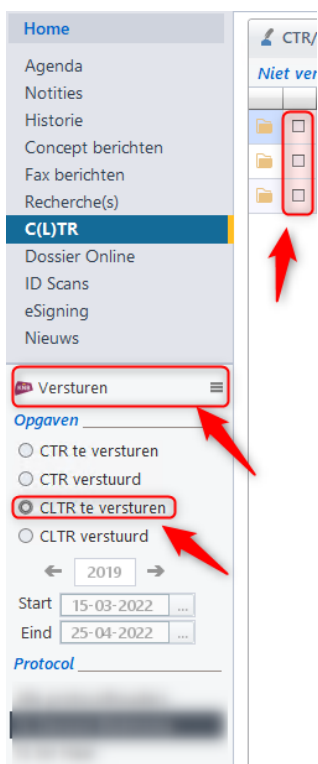 Home
Agenda
Notities
Historie
Concept berichten
Fax berichten
Recherche(s)
C(L)TR
Dossier Online
ID Scans
eSigning
Nieuws
Versturen
Opgaven
CTR te versturen
CTR verstuurd
CLTR te versturen
CLTR verstuurd
2019
Start 15-03-2022 ...
Eind 25-04-2022 ...
Protocol
CTR/
Niet ver